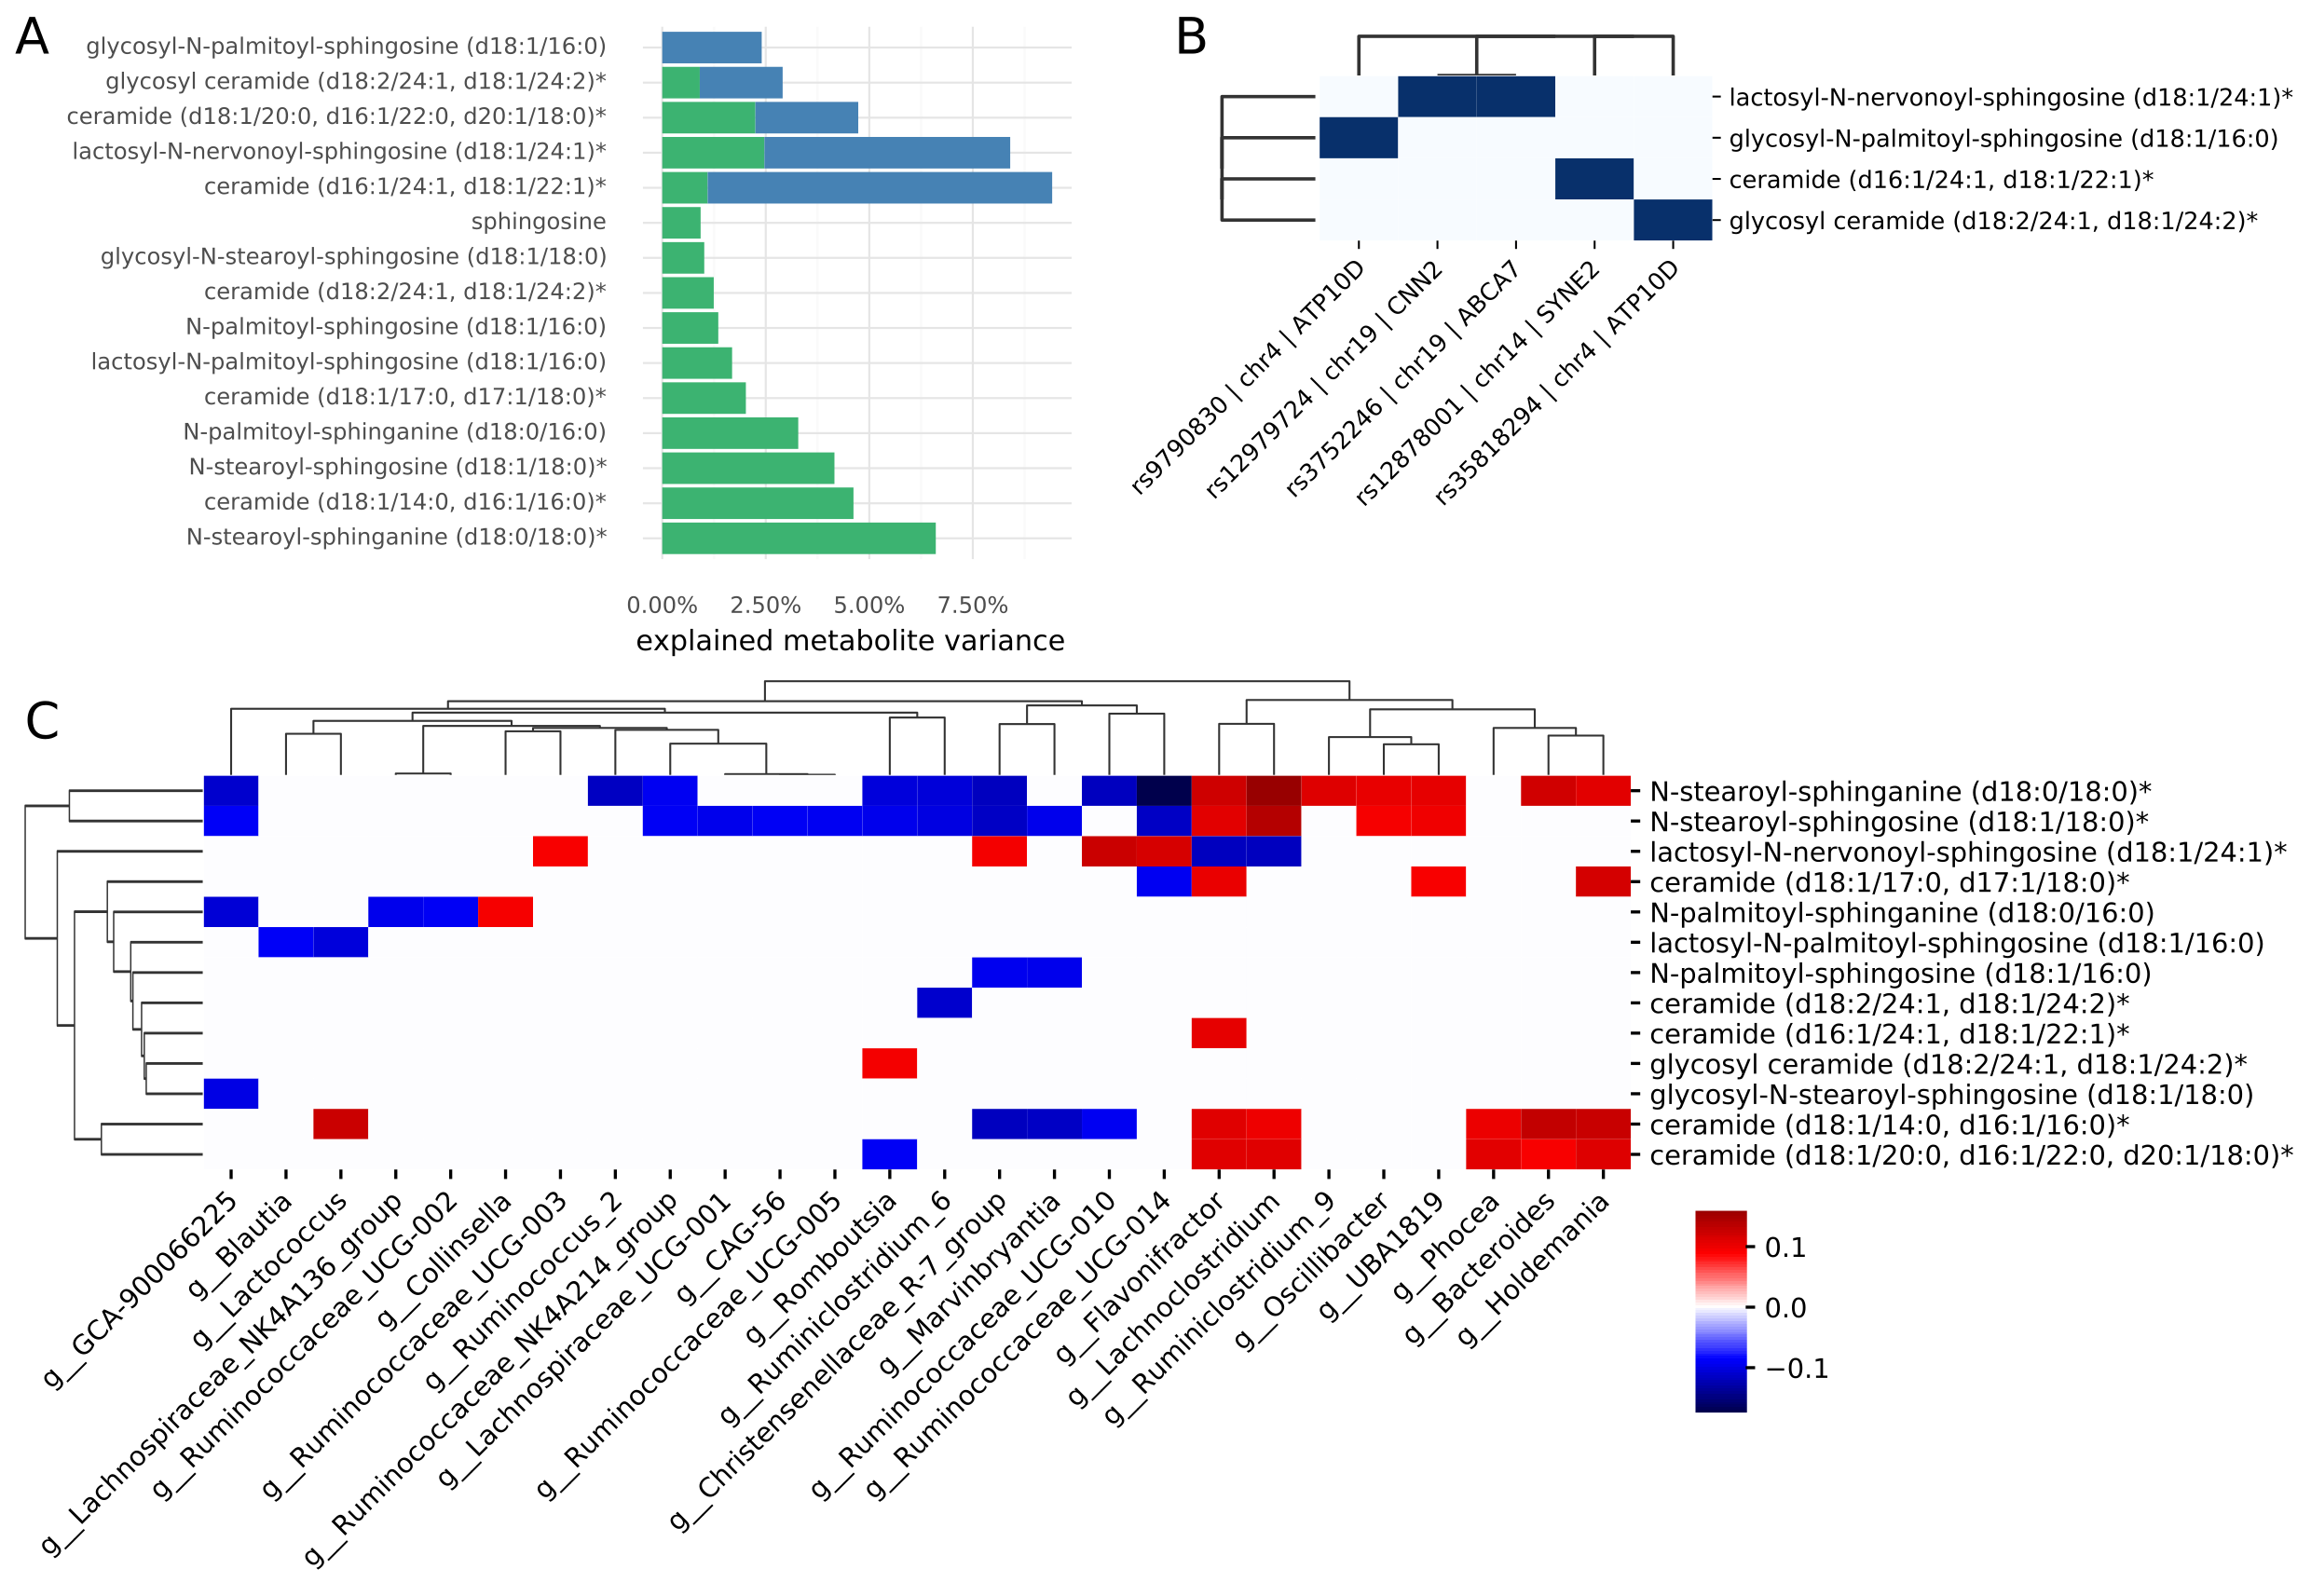 A
glycosyl-N-palmitoyl-sphingosine (d18:1/16:0)
glycosyl ceramide (d18:2/24:1, d18:1/24:2)*
ceramide (d18:1/20:0, d16:1/22:0, d20:1/18:0)*
lactosyl-N-nervonoyl-sphingosine (d18:1/24:1)*
ceramide (d16:1/24:1, d18:1/22:1)*
sphingosine
glycosyl-N-stearoyl-sphingosine (d18:1/18:0)
ceramide (d18:2/24:1, d18:1/24:2)*
N-palmitoyl-sphingosine (d18:1/16:0)
lactosyl-N-palmitoyl-sphingosine (d18:1/16:0)
ceramide (d18:1/17:0, d17:1/18:0)*
N-palmitoyl-sphinganine (d18:0/16:0)
N-stearoyl-sphingosine (d18:1/18:0)*
ceramide (d18:1/14:0, d16:1/16:0)*
N-stearoyl-sphinganine (d18:0/18:0)*
0.00% 2.50% 5.00% 7.50%
explained metabolite variance
B
lactosyl-N-nervonoyl-sphingosine (d18:1/24:1)*
glycosyl-N-palmitoyl-sphingosine (d18:1/16:0)
ceramide (d16:1/24:1, d18:1/22:1)*
glycosyl ceramide (d18:2/24:1, d18:1/24:2)*
rs9790830 | chr4 | ATP10D
rs12979724 | chr19 | CNN2
rs3752246 | chr19 | ABCA7
rs12878001 | chr14 | SYNE2
rs35818294 | chr4 | ATP10D
C
N-stearoyl-sphinganine (d18:0/18:0)*
N-stearoyl-sphingosine (d18:1/18:0)*
lactosyl-N-nervonoyl-sphingosine (d18:1/24:1)*
ceramide (d18:1/17:0, d17:1/18:0)*
N-palmitoyl-sphinganine (d18:0/16:0)
lactosyl-N-palmitoyl-sphingosine (d18:1/16:0)
N-palmitoyl-sphingosine (d18:1/16:0)
ceramide (d18:2/24:1, d18:1/24:2)*
ceramide (d16:1/24:1, d18:1/22:1)*
glycosyl ceramide (d18:2/24:1, d18:1/24:2)*
glycosyl-N-stearoyl-sphingosine (d18:1/18:0)
ceramide (d18:1/14:0, d16:1/16:0)*
ceramide (d18:1/20:0, d16:1/22:0, d20:1/18:0)*
g__GCA-900066225
g__Blautia
g__Lactococcus
g__Lachnospiraceae_NK4A136_group
g__Ruminococcaceae_UCG-002
g__Collinsella
g__Ruminococcaceae_UCG-003
g__Ruminococcus_2
g__Ruminococcaceae_NK4A214_group
g__Lachnospiraceae_UCG-001
g__CAG-56
g__Ruminococcaceae_UCG-005
g__Romboutsia
g__Ruminiclostridium_6
g__Christensenellaceae_R-7_group
g__Marvinbryantia
g__Ruminococcaceae_UCG-010
g__Ruminococcaceae_UCG-014
g__Flavonifractor
g__Lachnoclostridium
g__Ruminiclostridium_9
g__Oscillibacter
g__UBA1819
g__Phocea
g__Bacteroides
g__Holdemania
0.1
0.0
−0.1